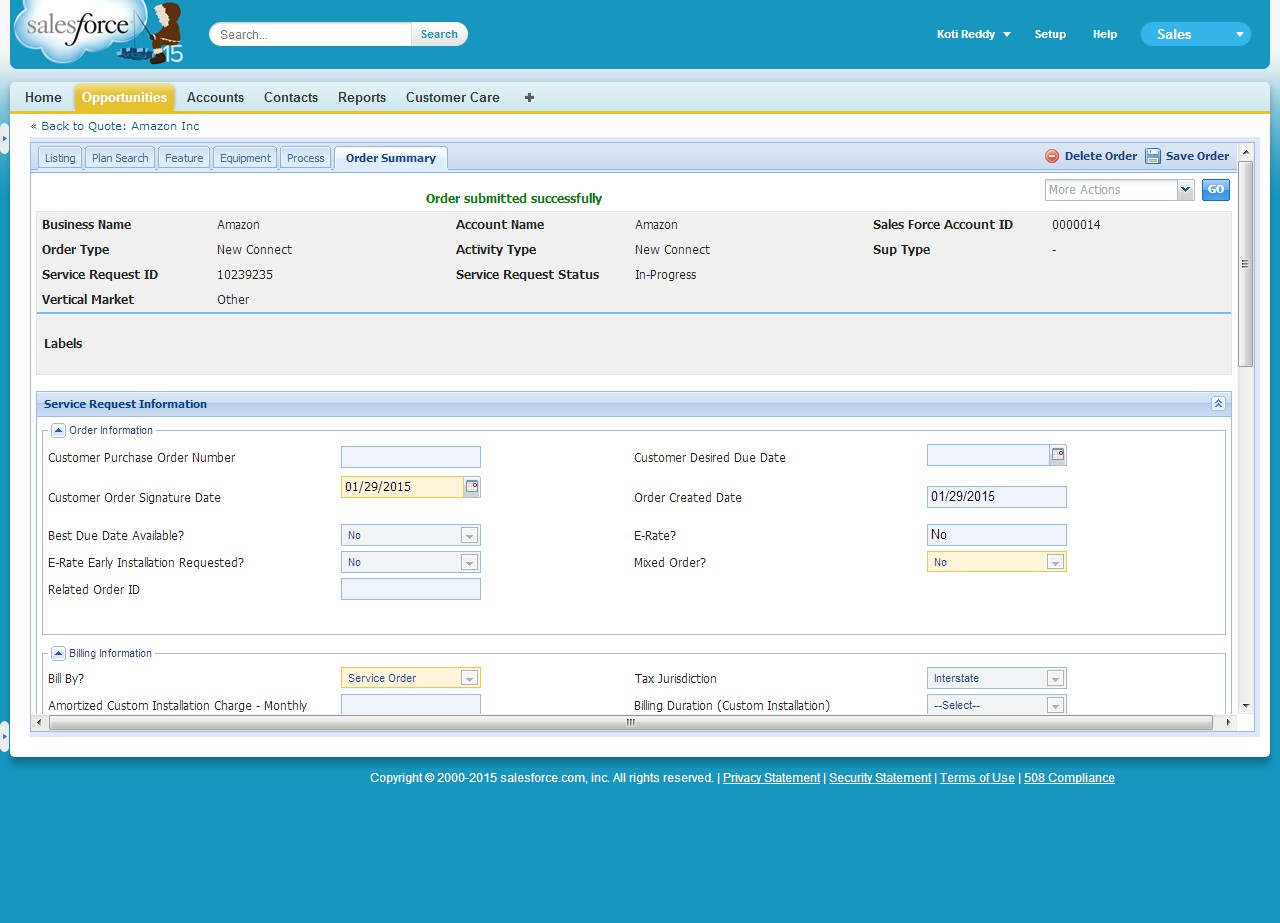 salesforce
15
Search... Search
Koti Reddy Setup Help Sales
Home Opportunities Accounts Contacts Reports Customer Care +
« Back to Quote: Amazon Inc
Listing Plan Search Feature Equipment Process Order Summary Delete Order Save Order
More Actions GO
Order submitted successfully
Business Name Amazon Account Name Amazon Sales Force Account ID 0000014
Order Type New Connect Activity Type New Connect Sup Type -
Service Request ID 10239235 Service Request Status In-Progress
Vertical Market Other
Labels
Service Request Information
Order Information
Customer Purchase Order Number Customer Desired Due Date
Customer Order Signature Date 01/29/2015 Order Created Date 01/29/2015
Best Due Date Available? No E-Rate? No
E-Rate Early Installation Requested? No Mixed Order? No
Related Order ID
Billing Information
Bill By? Service Order Tax Jurisdiction Interstate
Amortized Custom Installation Charge - Monthly Billing Duration (Custom Installation) --Select--
Copyright © 2000-2015 salesforce.com, inc. All rights reserved. | Privacy Statement | Security Statement | Terms of Use | 508 Compliance